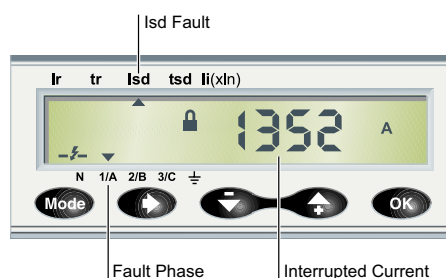 Isd Fault
Ir tr Isd tsd Ii(xIn)
1352 A
N 1/A 2/B 3/C
Mode OK
Fault Phase Interrupted Current